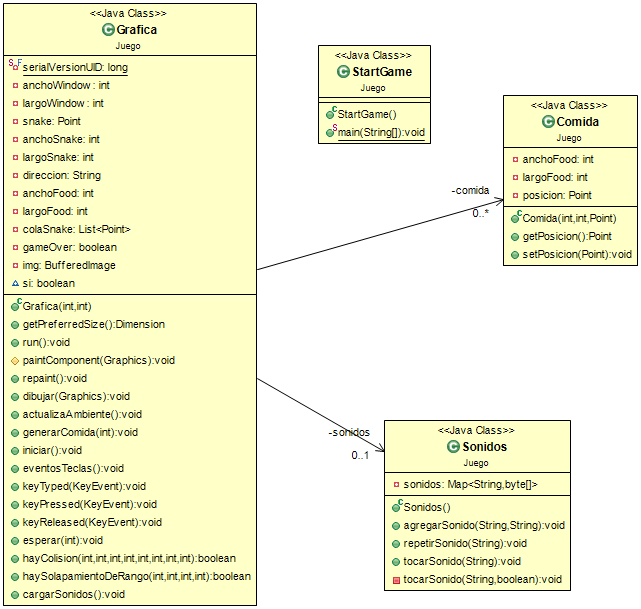 <<Java Class>>
Grafica
Juego
serialVersionUID: long
anchoWindow: int
largoWindow: int
snake: Point
anchoSnake: int
largoSnake: int
direccion: String
anchoFood: int
largoFood: int
colaSnake: List<Point>
gameOver: boolean
img: BufferedImage
si: boolean
Grafica(int,int)
getPreferredSize():Dimension
run():void
paintComponent(Graphics):void
repaint():void
dibujar(Graphics):void
actualizaAmbiente():void
generarComida(int):void
iniciar():void
eventosTeclas():void
keyTyped(KeyEvent):void
keyPressed(KeyEvent):void
keyReleased(KeyEvent):void
esperar(int):void
hayColision(int,int,int,int,int,int,int,int):boolean
haySolapamientoDeRango(int,int,int,int):boolean
cargarSonidos():void
<<Java Class>>
StartGame
Juego
StartGame()
main(String[]):void
-comida
0..*
<<Java Class>>
Comida
Juego
anchoFood: int
largoFood: int
posicion: Point
Comida(int,int,Point)
getPosicion():Point
setPosicion(Point):void
-sonidos
0..1
<<Java Class>>
Sonidos
Juego
sonidos: Map<String,byte[]>
Sonidos()
agregarSonido(String,String):void
repetirSonido(String):void
tocarSonido(String):void
tocarSonido(String,boolean):void